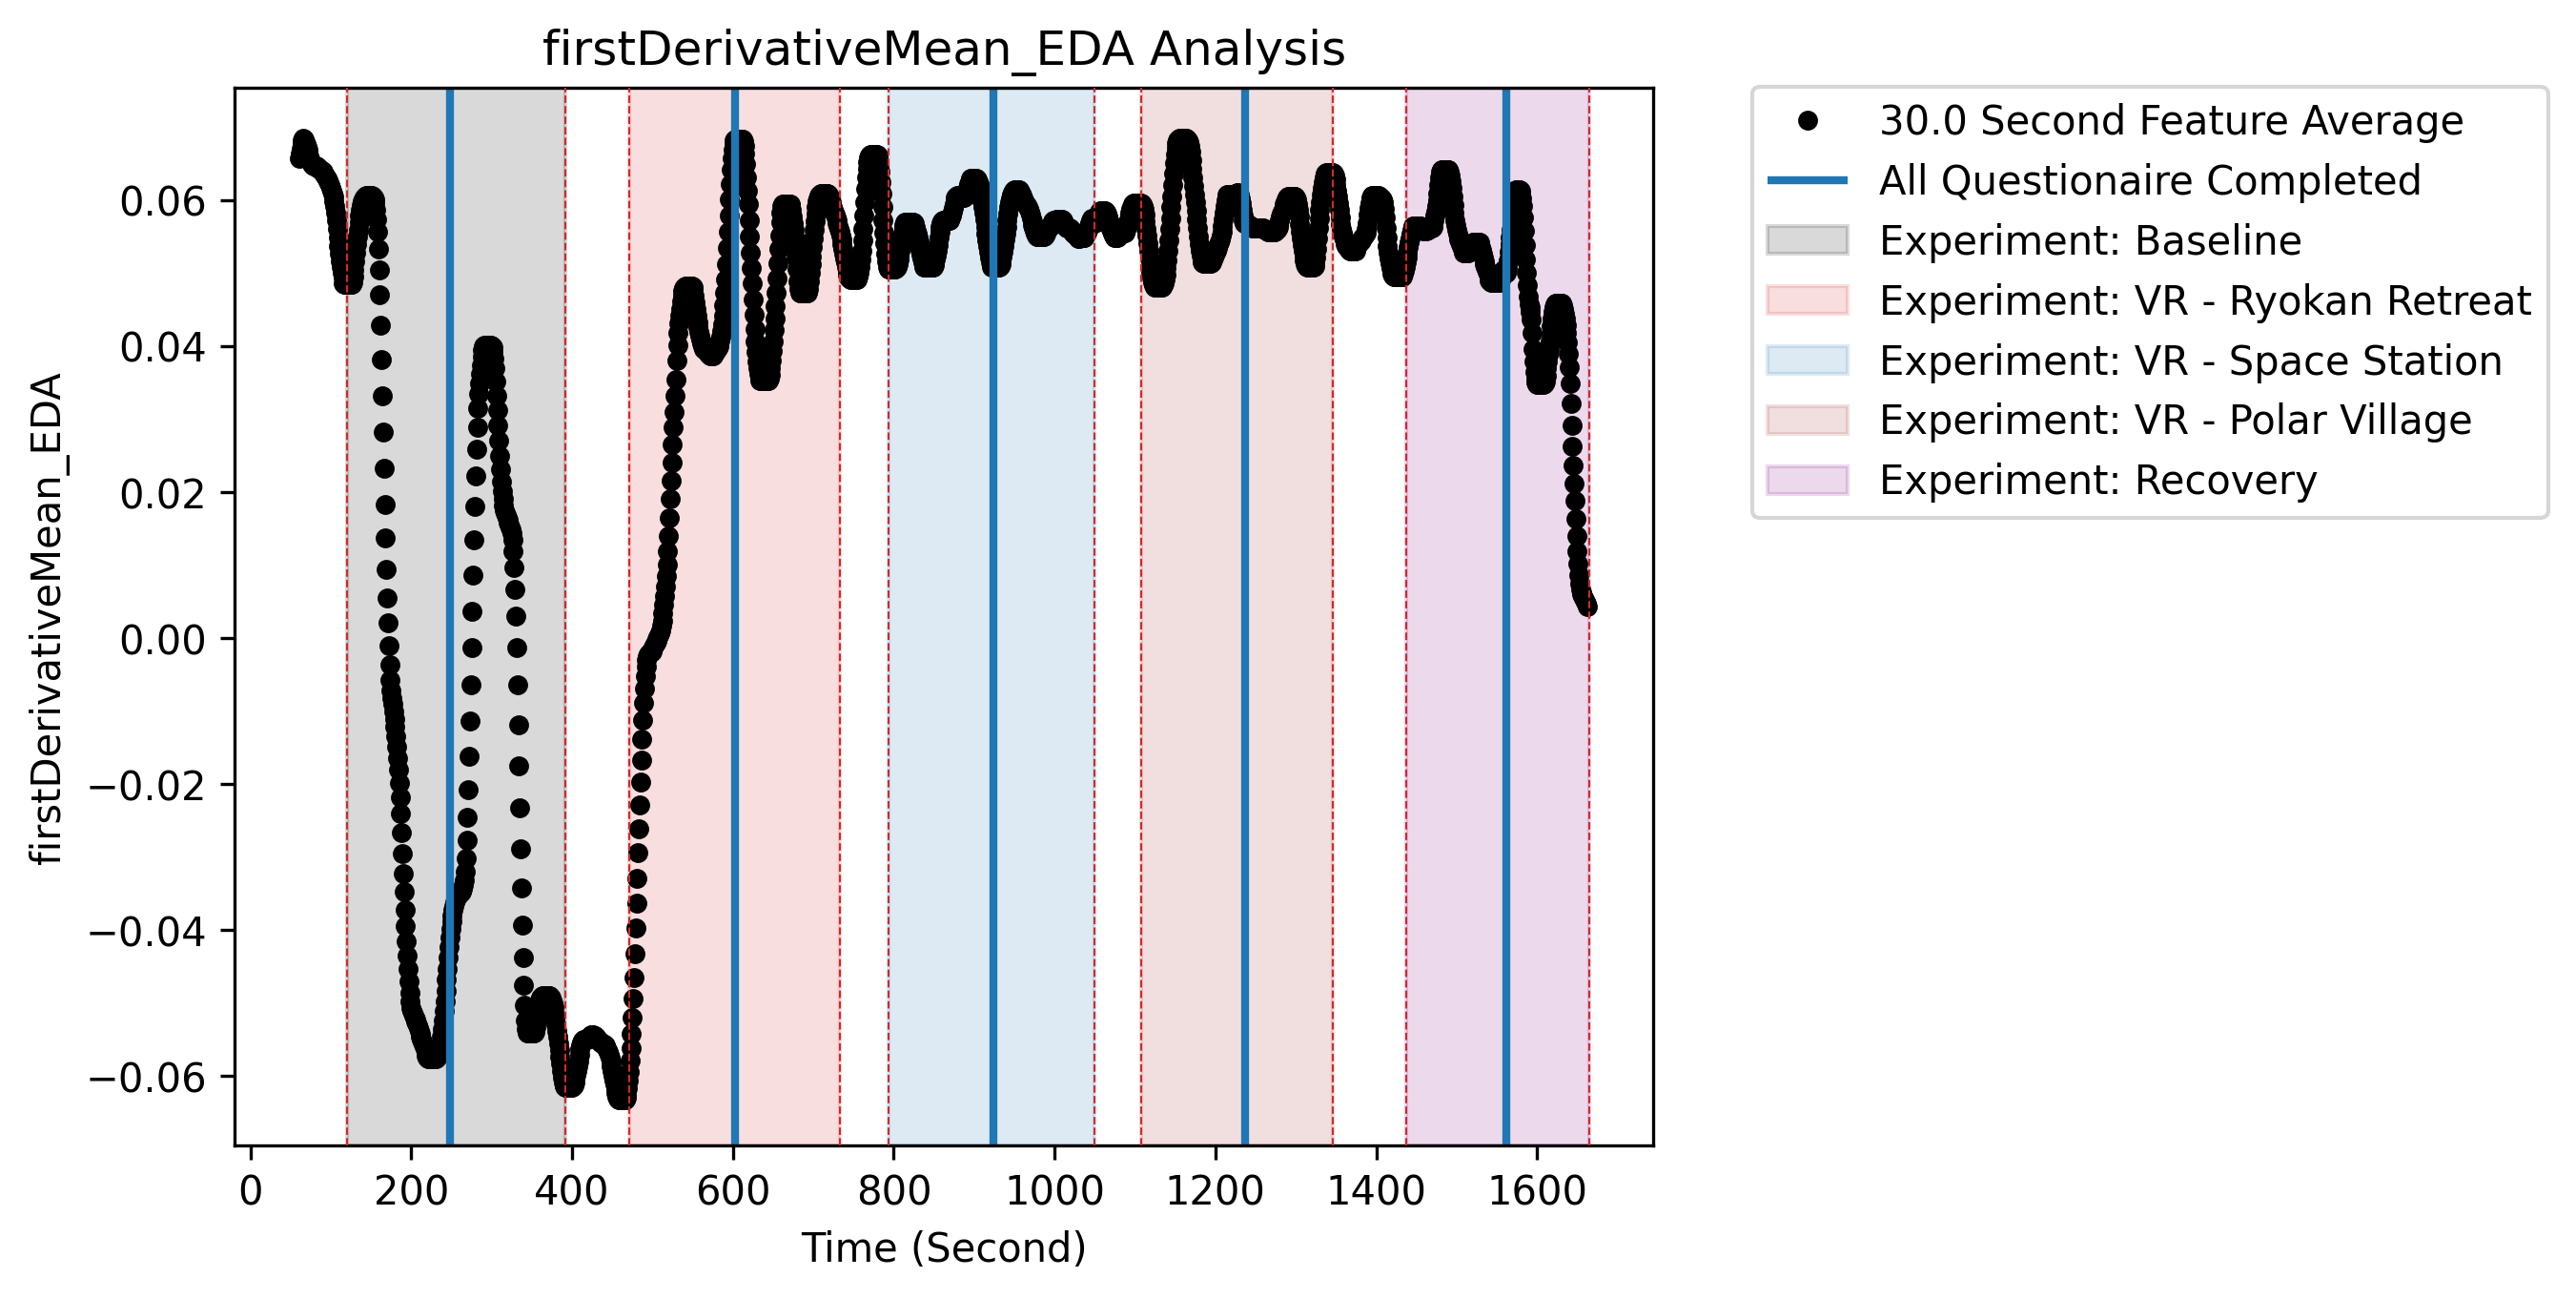 firstDerivativeMean_EDA Analysis
firstDerivativeMean_EDA
0.06
0.04
0.02
0.00
−0.02
−0.04
−0.06
0 200 400 600 800 1000 1200 1400 1600
Time (Second)
30.0 Second Feature Average
All Questionaire Completed
Experiment: Baseline
Experiment: VR - Ryokan Retreat
Experiment: VR - Space Station
Experiment: VR - Polar Village
Experiment: Recovery